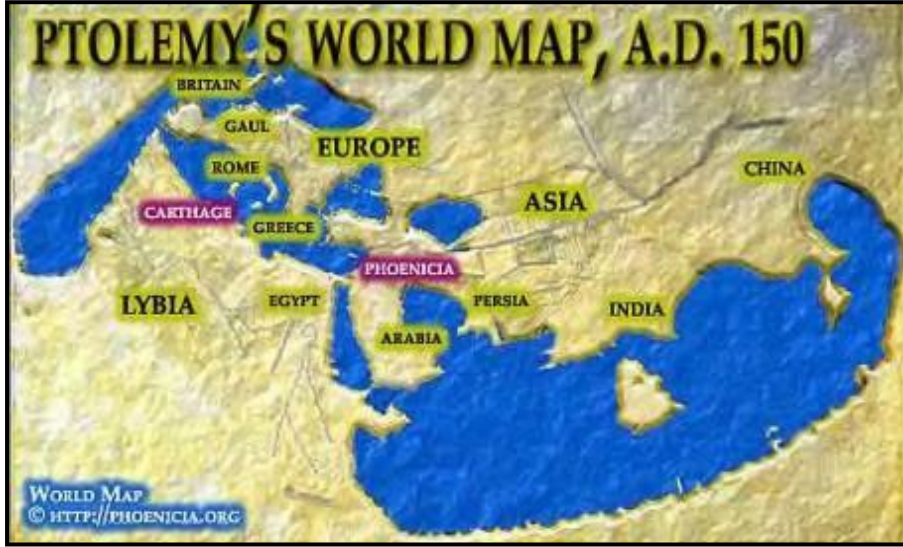 PTOLEMY'S WORLD MAP, A.D. 150
BRITAIN
GAUL
EUROPE
ROME
CHINA
CARTHAGE
ASIA
GREECE
PHOENICIA
LYBIA
EGYPT
PERSIA
INDIA
ARABIA
WORLD MAP
© HTTP://PHOENICIA.ORG